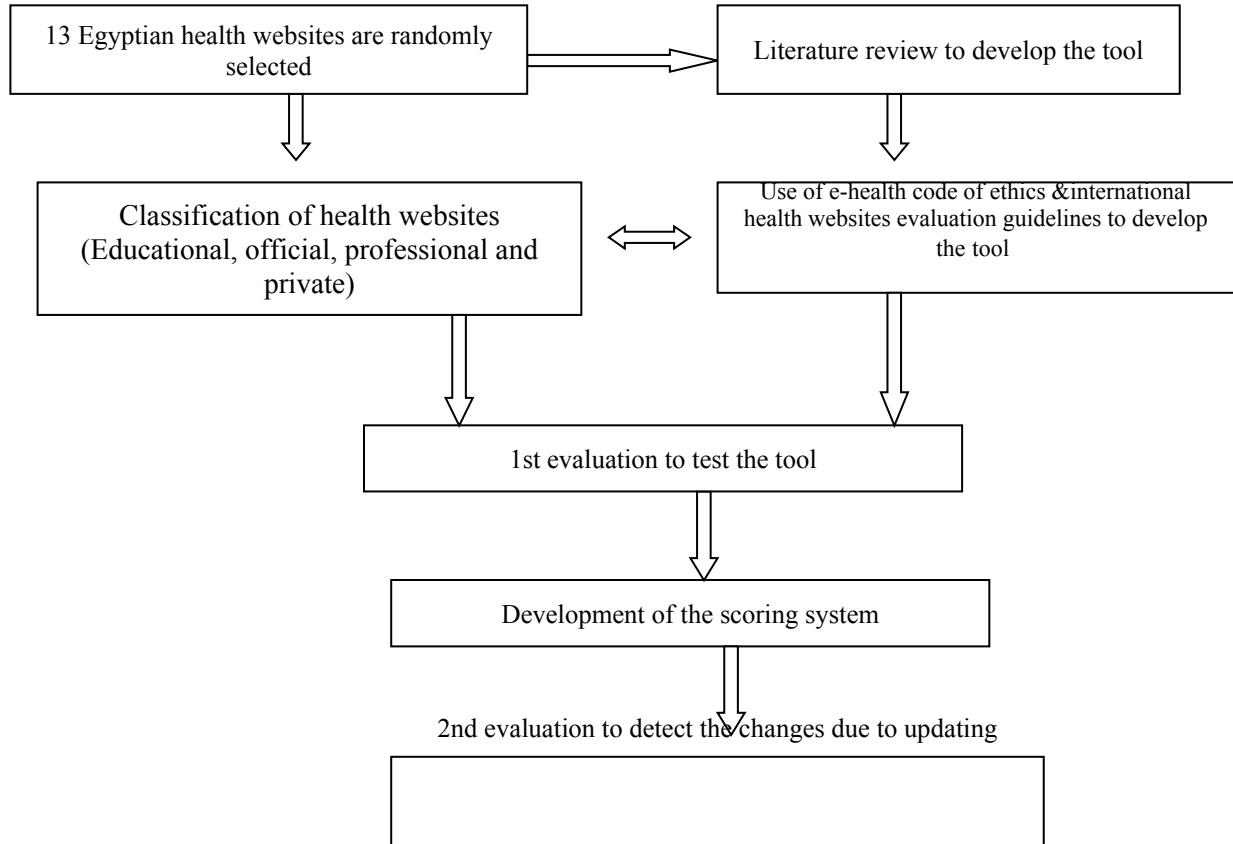 13 Egyptian health websites are randomly
selected
Literature review to develop the tool
Classification of health websites
(Educational, official, professional and
private)
Use of e-health code of ethics &international
health websites evaluation guidelines to develop
the tool
1st evaluation to test the tool
Development of the scoring system
2nd evaluation to detect the changes due to updating